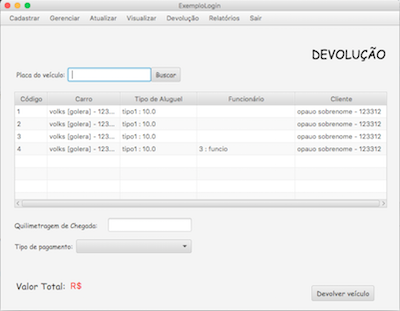 ExemploLogin
Cadastrar Gerenciar Atualizar Visualizar Devolução Relatórios Sair
DEVOLUÇÃO
Placa do veículo: Buscar
Código Carro Tipo de Aluguel Funcionário Cliente
1 volks [golera] - 123... tipo1 : 10.0 opauo sobrenome - 123312
2 volks [golera] - 123... tipo1 : 10.0 opauo sobrenome - 123312
3 volks [golera] - 123... tipo1 : 10.0 opauo sobrenome - 123312
4 volks [golera] - 123... tipo1 : 10.0 3 : funcio opauo sobrenome - 123312
Quilimetragem de Chegada:
Tipo de pagamento:
Valor Total: R$
Devolver veículo